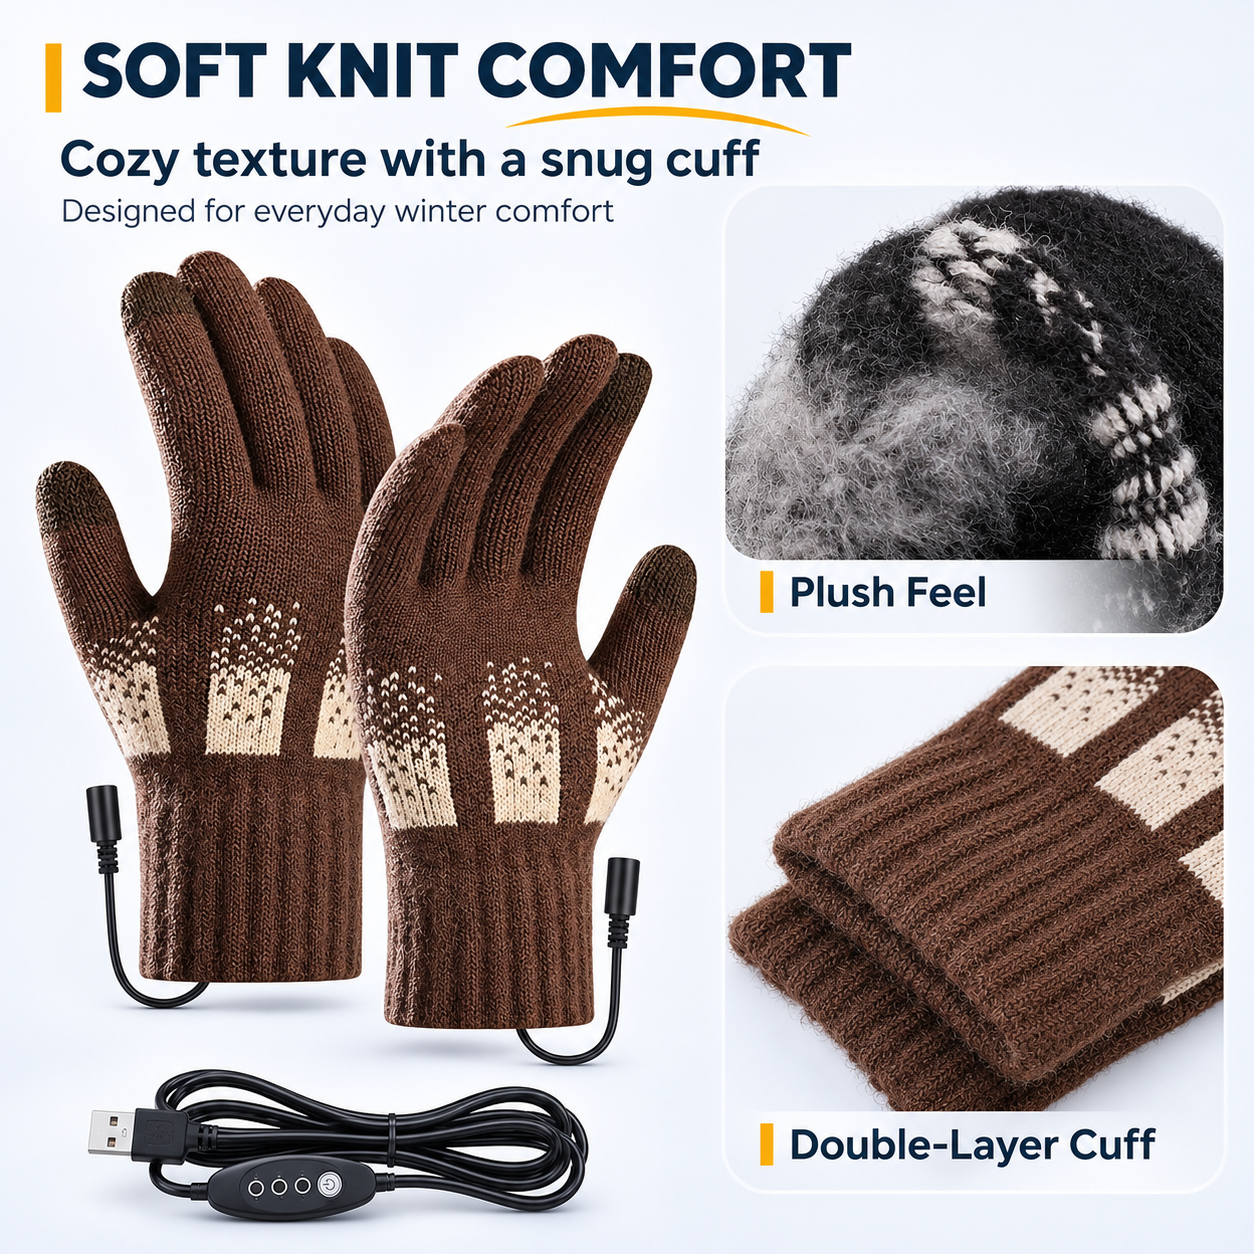 SOFT KNIT COMFORT
Cozy texture with a snug cuff
Designed for everyday winter comfort
Plush Feel
Double-Layer Cuff